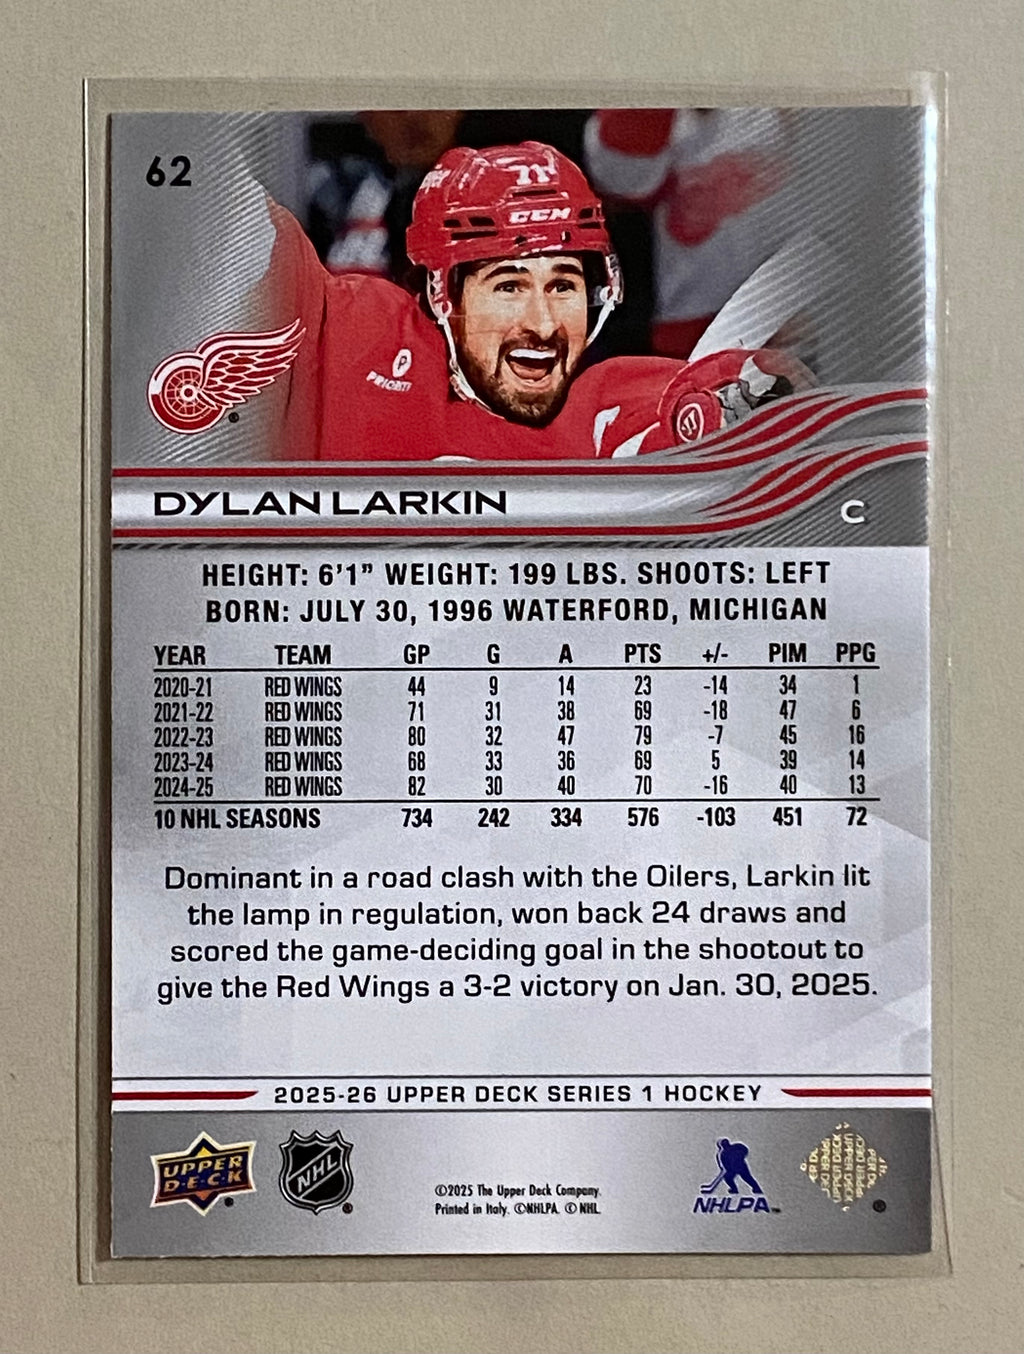 62
71
CCM
P
PRIORITY
DYLAN LARKIN
C
HEIGHT: 6'1" WEIGHT: 199 LBS. SHOOTS: LEFT
BORN: JULY 30, 1996 WATERFORD, MICHIGAN
YEAR TEAM GP G A PTS +/- PIM PPG
2020-21 RED WINGS 44 9 14 23 -14 34 1
2021-22 RED WINGS 71 31 38 69 -18 47 6
2022-23 RED WINGS 80 32 47 79 -7 45 16
2023-24 RED WINGS 68 33 36 69 5 39 14
2024-25 RED WINGS 82 30 40 70 -16 40 13
10 NHL SEASONS 734 242 334 576 -103 451 72
Dominant in a road clash with the Oilers, Larkin lit
the lamp in regulation, won back 24 draws and
scored the game-deciding goal in the shootout to
give the Red Wings a 3-2 victory on Jan. 30, 2025.
2025-26 UPPER DECK SERIES 1 HOCKEY
UPPER
D·E·C·K ®
NHL ®
©2025 The Upper Deck Company.
Printed in Italy. ©NHLPA. © NHL.
NHLPA™
UPPER DECK
®